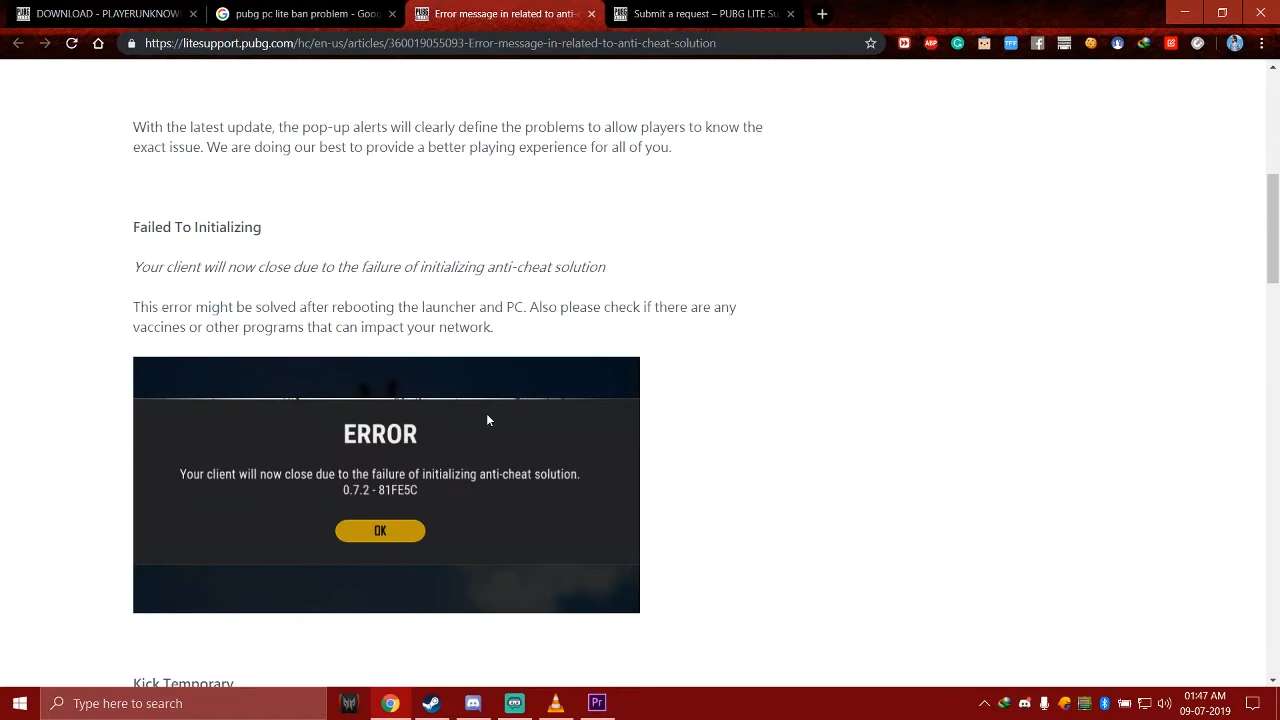 DOWNLOAD - PLAYERUNKNOW
pubg pc lite ban problem - Goo
Error message in related to anti-c
Submit a request – PUBG LITE Su
https://litesupport.pubg.com/hc/en-us/articles/360019055093-Error-message-in-related-to-anti-cheat-solution
ABP
TFF
With the latest update, the pop-up alerts will clearly define the problems to allow players to know the
exact issue. We are doing our best to provide a better playing experience for all of you.
Failed To Initializing
Your client will now close due to the failure of initializing anti-cheat solution
This error might be solved after rebooting the launcher and PC. Also please check if there are any
vaccines or other programs that can impact your network.
ERROR
Your client will now close due to the failure of initializing anti-cheat solution.
0.7.2 - 81FE5C
OK
Kick Temporary
Type here to search
Pr
01:47 AM
09-07-2019